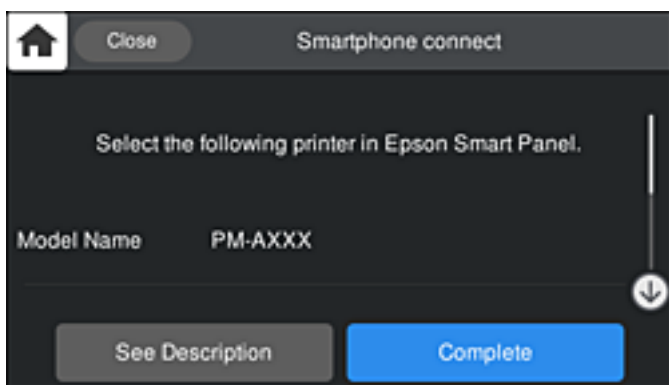 Close
Smartphone connect
Select the following printer in Epson Smart Panel.
Model Name PM-AXXX
See Description
Complete